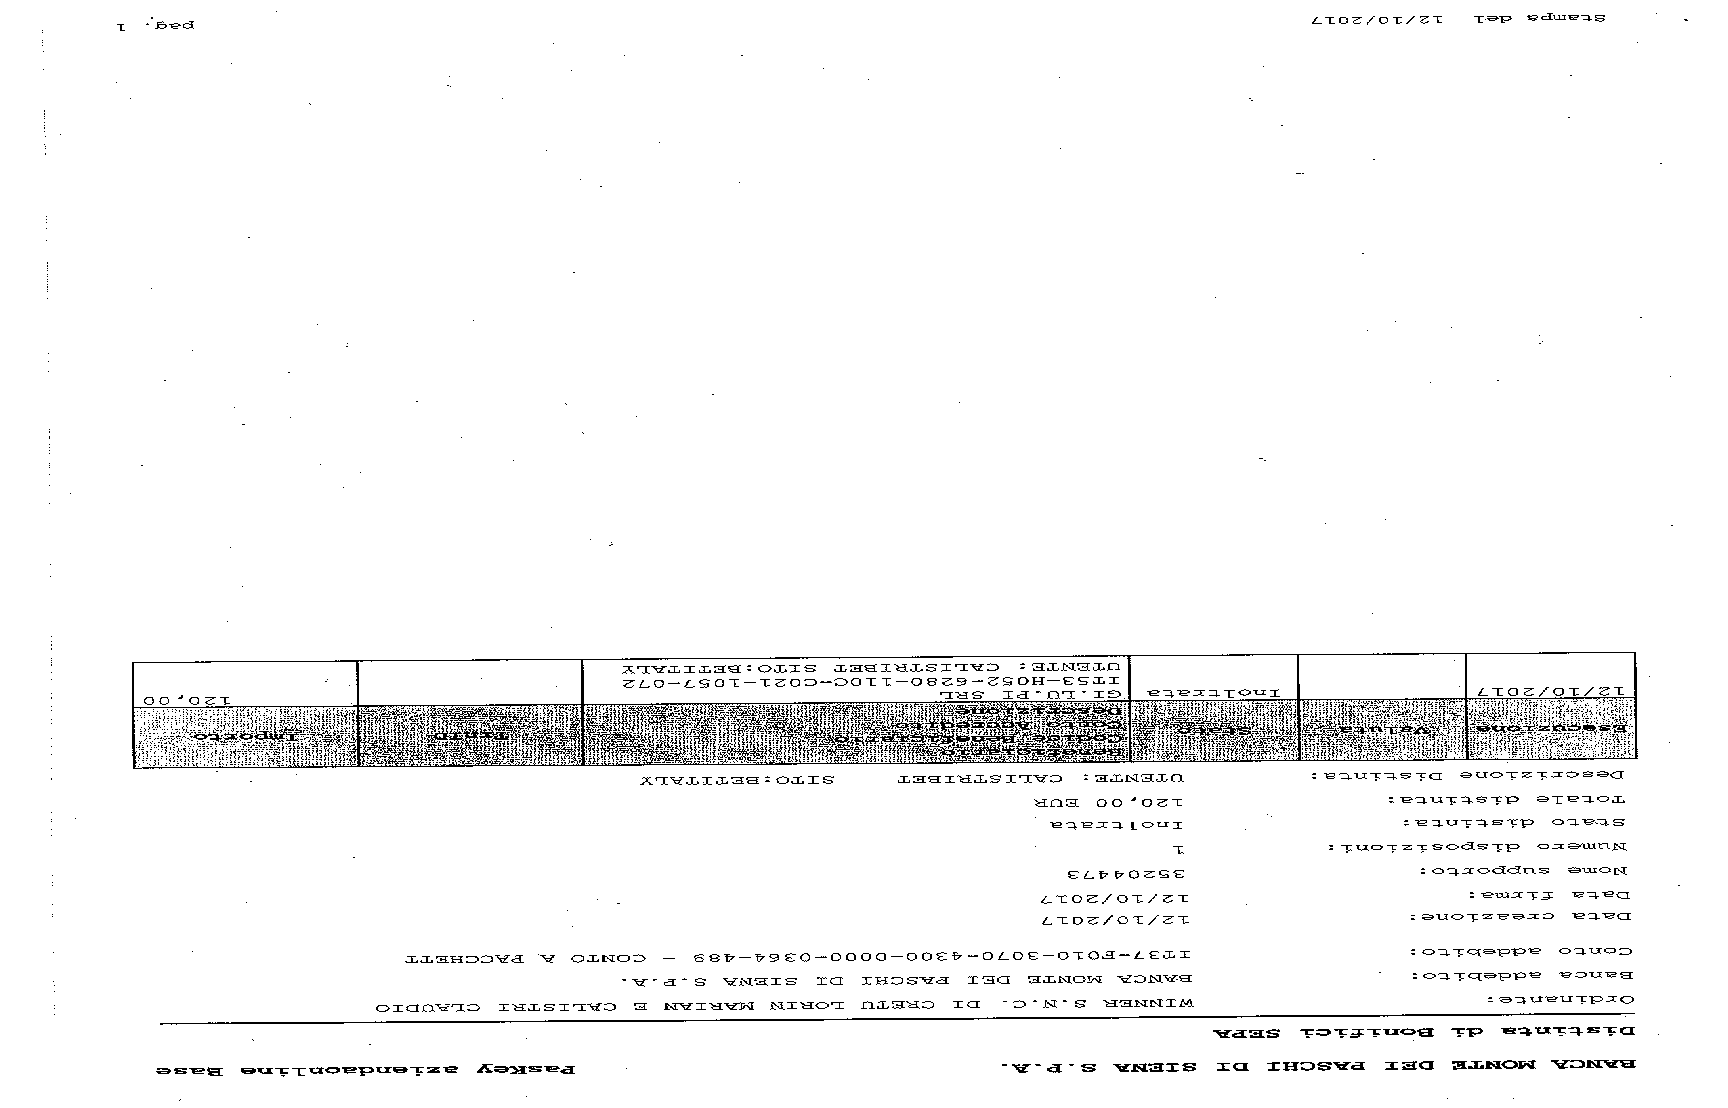 BANCA MONTE DEI PASCHI DI SIENA S.P.A. PasKey aziendaonline Base
Distinta di Bonifici SEPA
Ordinante: WINNER S.N.C. DI CRETU LORIN MARIAN E CALISTRI CLAUDIO
Banca addebito: BANCA MONTE DEI PASCHI DI SIENA S.P.A.
Conto addebito: IT37-F010-3070-4300-0000-0364-489 - CONTO A PACCHETT
Data creazione: 12/10/2017
Data firma: 12/10/2017
Nome supporto: 35204473
Numero disposizioni: 1
Stato distinta: Inoltrata
Totale distinta: 120,00 EUR
Descrizione Distinta: UTENTE: CALISTRIBET SITO:BETITALY
Esecuzione Valuta Stato Beneficiario Importo
Codice Beneficiario
Conto Accredito
Descrizione
12/10/2017 Inoltrata GI.LU.PI SRL 120,00
IT53-H052-6280-110C-C021-1057-072
UTENTE: CALISTRIBET SITO:BETITALY
Stampa del 12/10/2017 pag. 1